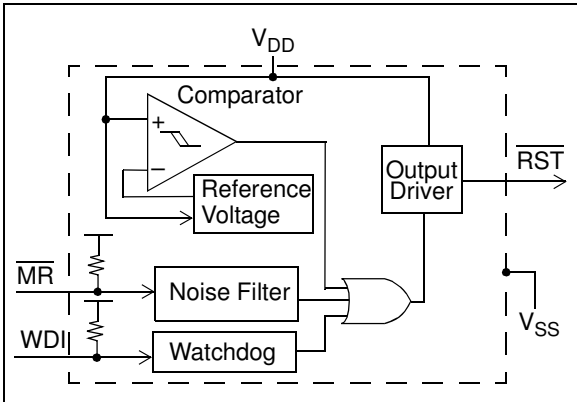 VDD
Comparator
+
−
Reference
Voltage
Output
Driver
RST
MR
Noise Filter
WDI
Watchdog
VSS